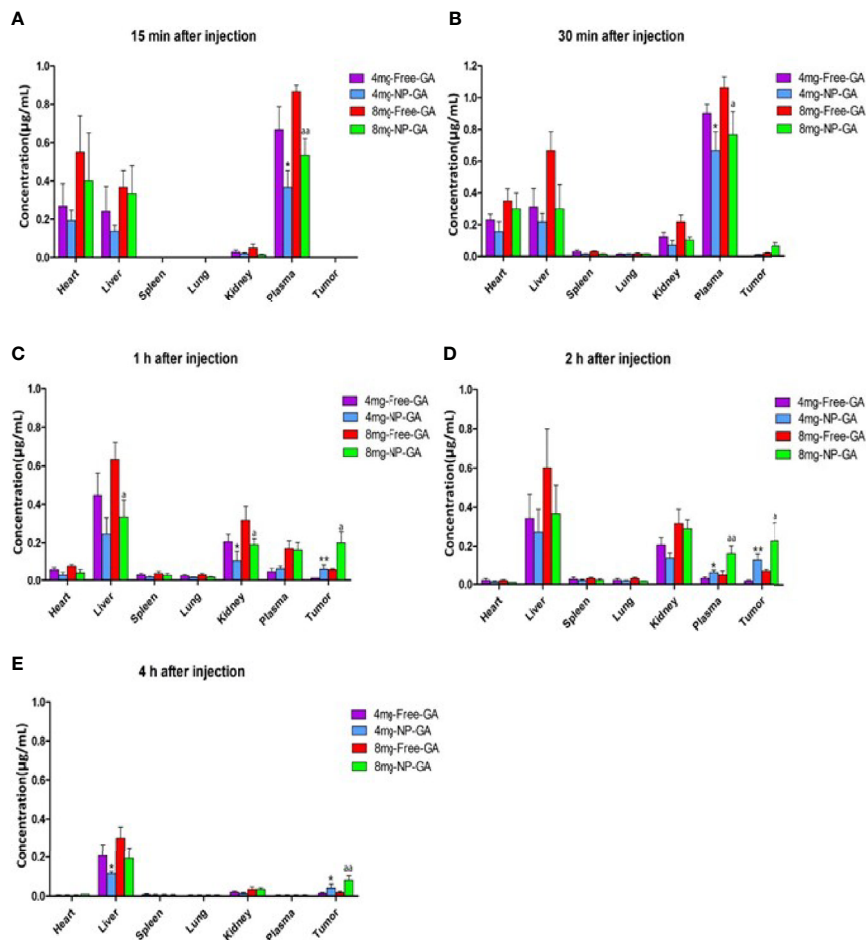 A
15 min after injection
Concentration(µg/mL)
1.0
0.8
0.6
0.4
0.2
0.0
4mg-Free-GA
4mg-NP-GA
8mg-Free-GA
8mg-NP-GA
*
aa
Heart
Liver
Spleen
Lung
Kidney
Plasma
Tumor
B
30 min after injection
Concentration(µg/mL)
1.2
1.0
0.8
0.6
0.4
0.2
0.0
4mg-Free-GA
4mg-NP-GA
8mg-Free-GA
8mg-NP-GA
*
a
Heart
Liver
Spleen
Lung
Kidney
Plasma
Tumor
C
1 h after injection
Concentration(µg/mL)
1.0
0.8
0.6
0.4
0.2
0.0
4mg-Free-GA
4mg-NP-GA
8mg-Free-GA
8mg-NP-GA
a
*
a
**
a
Heart
Liver
Spleen
Lung
Kidney
Plasma
Tumor
D
2 h after injection
Concentration(µg/mL)
1.0
0.8
0.6
0.4
0.2
0.0
4mg-Free-GA
4mg-NP-GA
8mg-Free-GA
8mg-NP-GA
*
aa
**
a
Heart
Liver
Spleen
Lung
Kidney
Plasma
Tumor
E
4 h after injection
Concentration(µg/mL)
1.0
0.8
0.6
0.4
0.2
0.0
4mg-Free-GA
4mg-NP-GA
8mg-Free-GA
8mg-NP-GA
*
*
aa
Heart
Liver
Spleen
Lung
Kidney
Plasma
Tumor